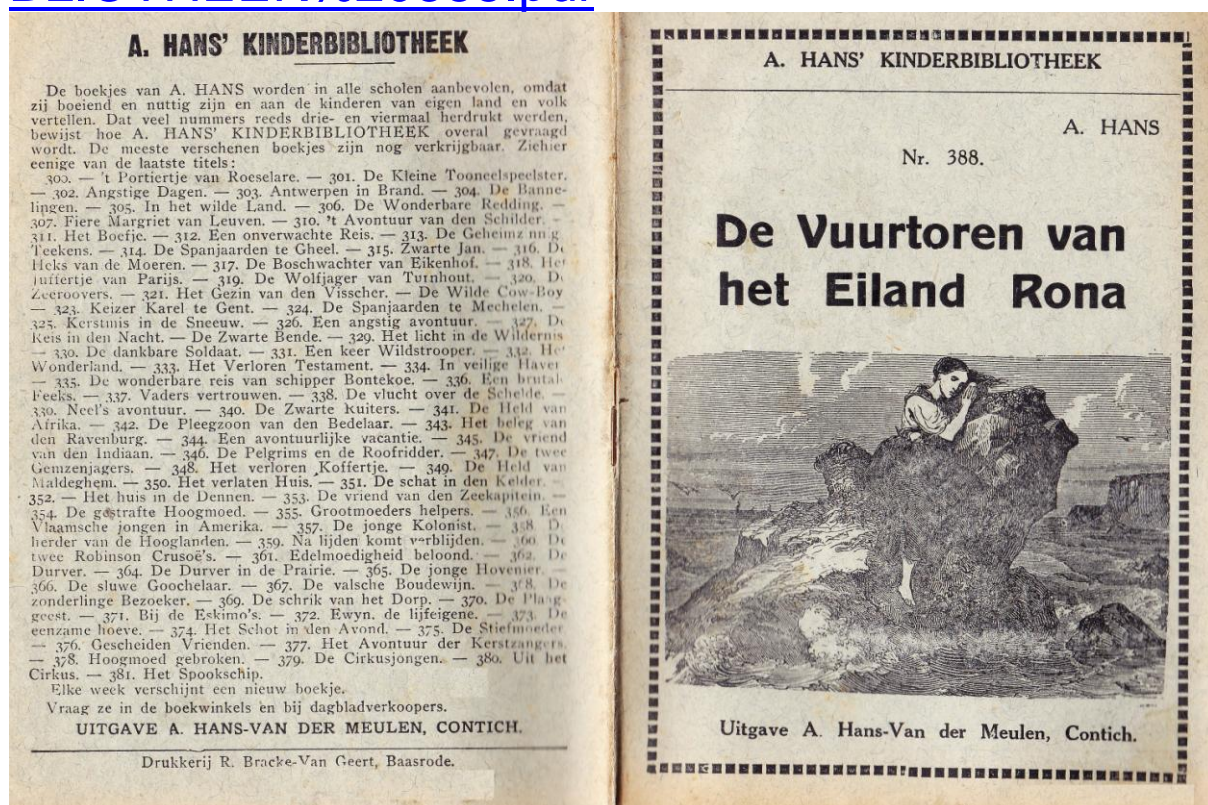 A. HANS' KINDERBIBLIOTHEEK
De boekjes van A. HANS worden in alle scholen aanbevolen, omdat
zij boeiend en nuttig zijn en aan de kinderen van eigen land en volk
vertellen. Dat veel nummers reeds drie- en viermaal herdrukt werden,
bewijst hoe A. HANS' KINDERBIBLIOTHEEK overal gevraagd
wordt. De meeste verschenen boekjes zijn nog verkrijgbaar. Ziehier
eenige van de laatste titels:
300. — 't Portiertje van Roeselare. — 301. De Kleine Tooneelspeelster.
— 302. Angstige Dagen. — 303. Antwerpen in Brand. — 304. De Banne-
lingen. — 305. In het wilde Land. — 306. De Wonderbare Redding. —
307. Fiere Margriet van Leuven. — 310. 't Avontuur van den Schilder. —
311. Het Boefje. — 312. Een onverwachte Reis. — 313. De
Teekens. — 314. De Spanjaarden te Gheel. — 315. Zwarte Jan. — 316. De
Heks van de Moeren. — 317. De Boschwachter van Eikenhof. — 318. Het
Juffertje van Parijs. — 319. De Wolfjager van Turnhout. — 320. De
Zeeroovers. — 321. Het Gezin van den Visscher. — De Wilde Cow-Boy
— 323. Keizer Karel te Gent. — 324. De Spanjaarden te Mechelen. —
325. Kerstmis in de Sneeuw. — 326. Een angstig avontuur. — 327. De
Reis in den Nacht. — De Zwarte Bende. — 329. Het licht in de Wildernis
— 330. De dankbare Soldaat. — 331. Een keer Wildstrooper. — 332. Het
Wonderland. — 333. Het Verloren Testament. — 334. In veilige Haven
— 335. De wonderbare reis van schipper Bontekoe. — 336. Een brutale
Feeks. — 337. Vaders vertrouwen. — 338. De vlucht over de Schelde. —
339. Neel's avontuur. — 340. De Zwarte Ruiters. — 341. De Held van
Afrika. — 342. De Pleegzoon van den Bedelaar. — 343. Het beleg van
den Ravenburg. — 344. Een avontuurlijke vacantie. — 345. De vriend
van den Indiaan. — 346. De Pelgrims en de Roofridder. — 347. De twee
Gemzenjagers. — 348. Het verloren Koffertje. — 349. De Held van
Maldeghem. — 350. Het verlaten Huis. — 351. De schat in den Kelder. —
352. — Het huis in de Dennen. — 353. De vriend van den Zeekapitein. —
354. De gestrafte Hoogmoed. — 355. Grootmoeders helpers. — 356. Een
Vlaamsche jongen in Amerika. — 357. De jonge Kolonist. — 358. De
herder van de Hooglanden. — 359. Na lijden komt verblijden. — 360. De
twee Robinson Crusoë's. — 361. Edelmoedigheid beloond. — 362. De
Durver. — 364. De Durver in de Prairie. — 365. De jonge Hovenier. —
366. De sluwe Goochelaar. — 367. De valsche Boudewijn. — 368. De
zonderlinge Bezoeker. — 369. De schrik van het Dorp. — 370. De Plaag-
geest. — 371. Bij de Eskimo's. — 372. Ewyn. de lijfeigene. — 373. De
eenzame hoeve. — 374. Het Schot in den Avond. — 375. De Stiefmoeder
— 376. Gescheiden Vrienden. — 377. Het Avontuur der Kerstzangers.
— 378. Hoogmoed gebroken. — 379. De Cirkusjongen. — 380. Uit het
Cirkus. — 381. Het Spookschip.
Elke week verschijnt een nieuw boekje.
Vraag ze in de boekwinkels en bij dagbladverkoopers.
UITGAVE A. HANS-VAN DER MEULEN, CONTICH.
Drukkerij R. Bracke-Van Geert, Baasrode.
A. HANS' KINDERBIBLIOTHEEK
A. HANS
Nr. 388.
De Vuurtoren van
het Eiland Rona
Uitgave A. Hans-Van der Meulen, Contich.